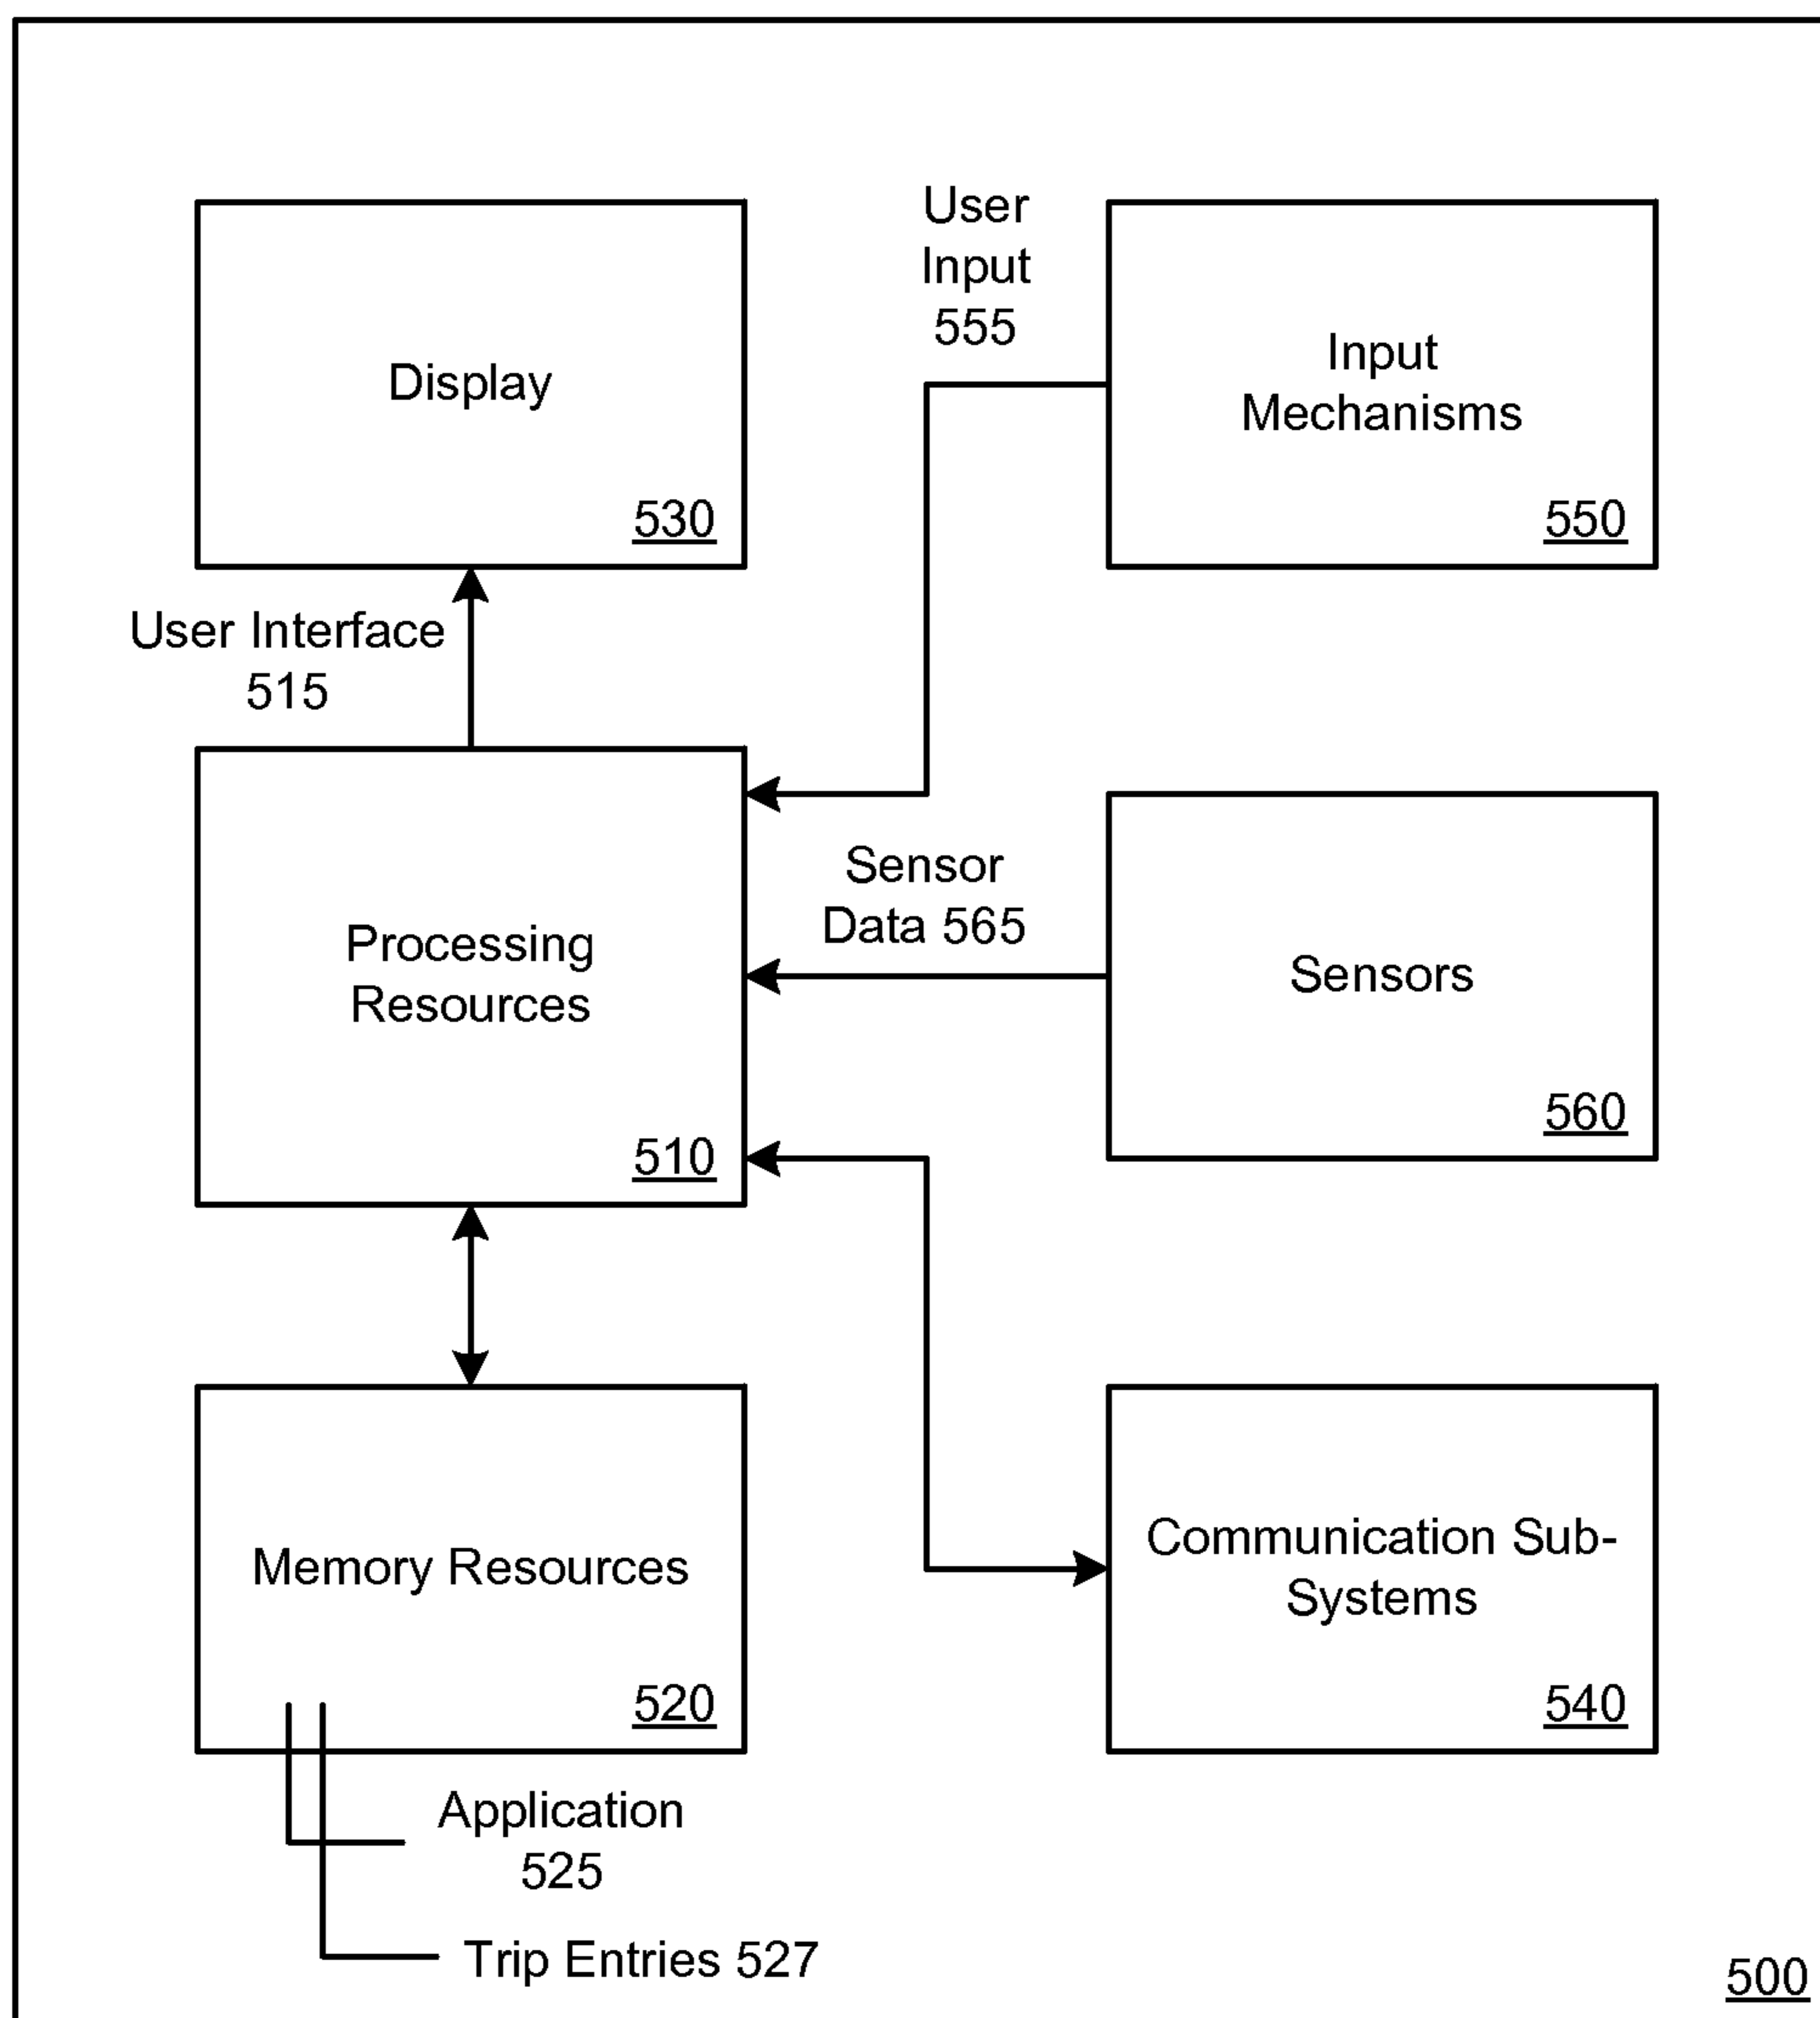 Display
530
User
Input
555
Input
Mechanisms
550
User Interface
515
Processing
Resources
510
Sensor
Data 565
Sensors
560
Memory Resources
520
Communication Sub-
Systems
540
Application
525
Trip Entries 527
500